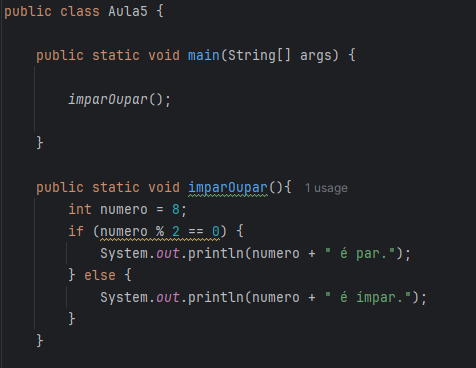 public class Aula5 {
public static void main(String[] args) {
imparOupar();
}
public static void imparOupar(){ 1 usage
int numero = 8;
if (numero % 2 == 0) {
System.out.println(numero + " é par.");
} else {
System.out.println(numero + " é ímpar.");
}
}